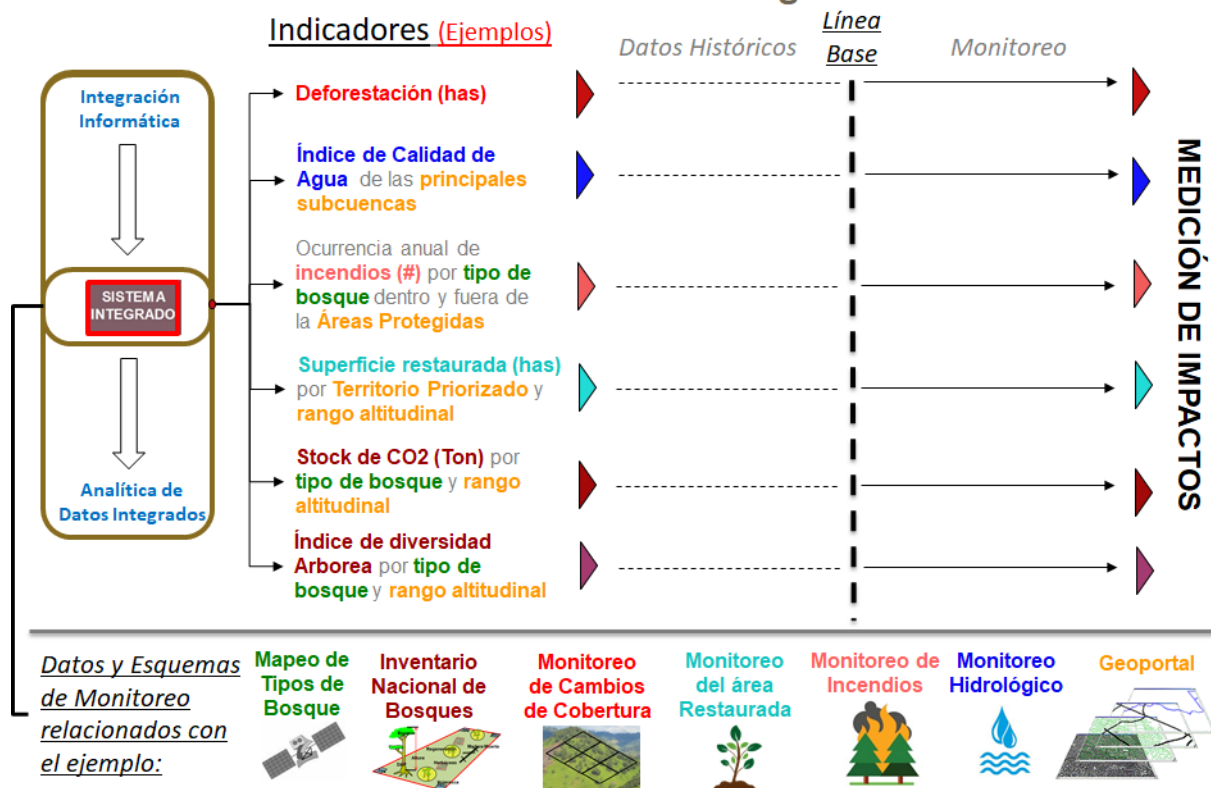 Indicadores (Ejemplos)
Datos Históricos
Línea
Base
Monitoreo
Integración
Informática
SISTEMA
INTEGRADO
Analítica de
Datos Integrados
Deforestación (has)
Índice de Calidad de
Agua de las principales
subcuencas
Ocurrencia anual de
incendios (#) por tipo de
bosque dentro y fuera de
la Áreas Protegidas
Superficie restaurada (has)
por Territorio Priorizado y
rango altitudinal
Stock de CO2 (Ton) por
tipo de bosque y rango
altitudinal
Índice de diversidad
Arborea por tipo de
bosque y rango altitudinal
MEDICIÓN DE IMPACTOS
Datos y Esquemas
de Monitoreo
relacionados con
el ejemplo:
Mapeo de
Tipos de
Bosque
Inventario
Nacional de
Bosques
Monitoreo
de Cambios
de Cobertura
Monitoreo
del área
Restaurada
Monitoreo de
Incendios
Monitoreo
Hidrológico
Geoportal